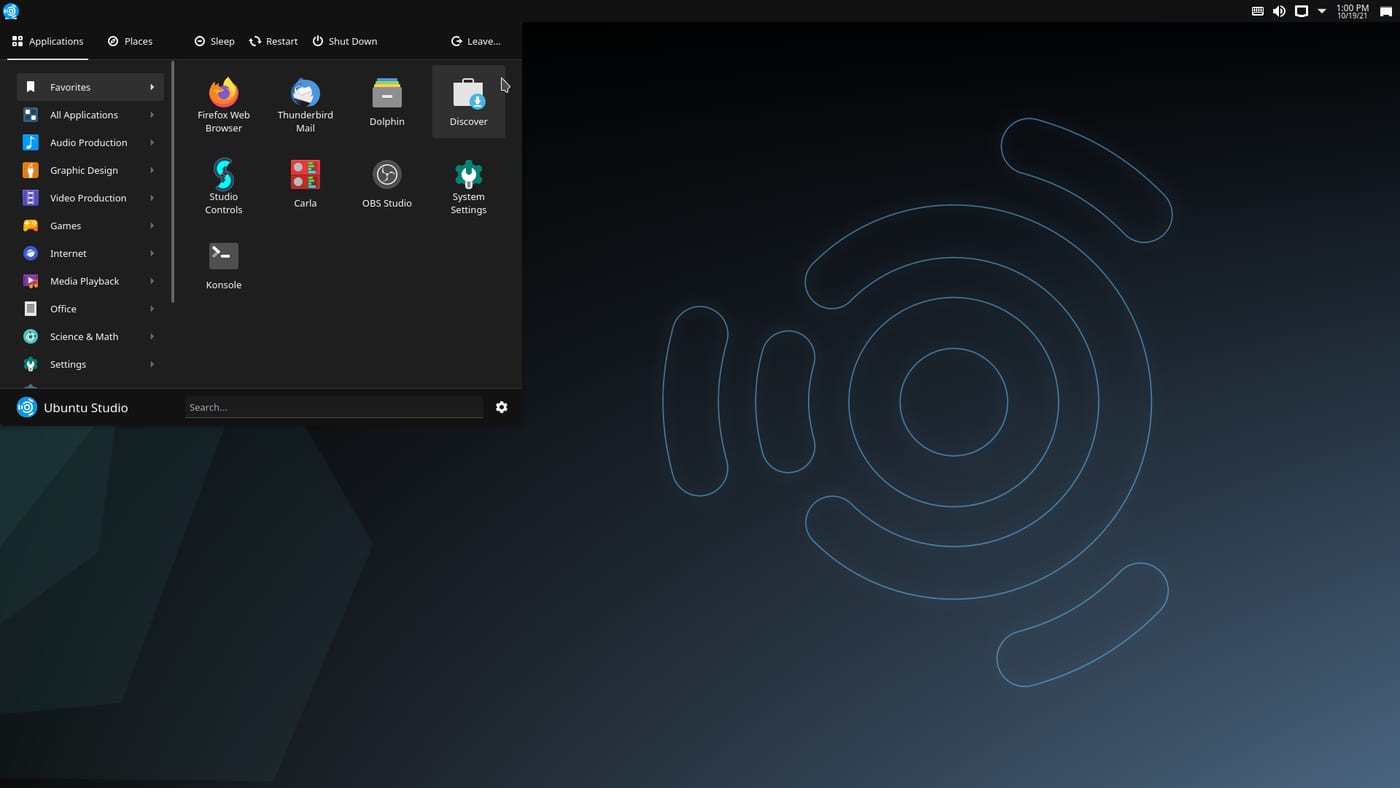 1:00 PM
10/19/21
Applications
Places
Sleep
Restart
Shut Down
Leave...
Favorites
All Applications
Audio Production
Graphic Design
Video Production
Games
Internet
Media Playback
Office
Science & Math
Settings
Firefox Web
Browser
Thunderbird
Mail
Dolphin
Discover
Studio
Controls
Carla
OBS Studio
System
Settings
Konsole
Ubuntu Studio
Search...